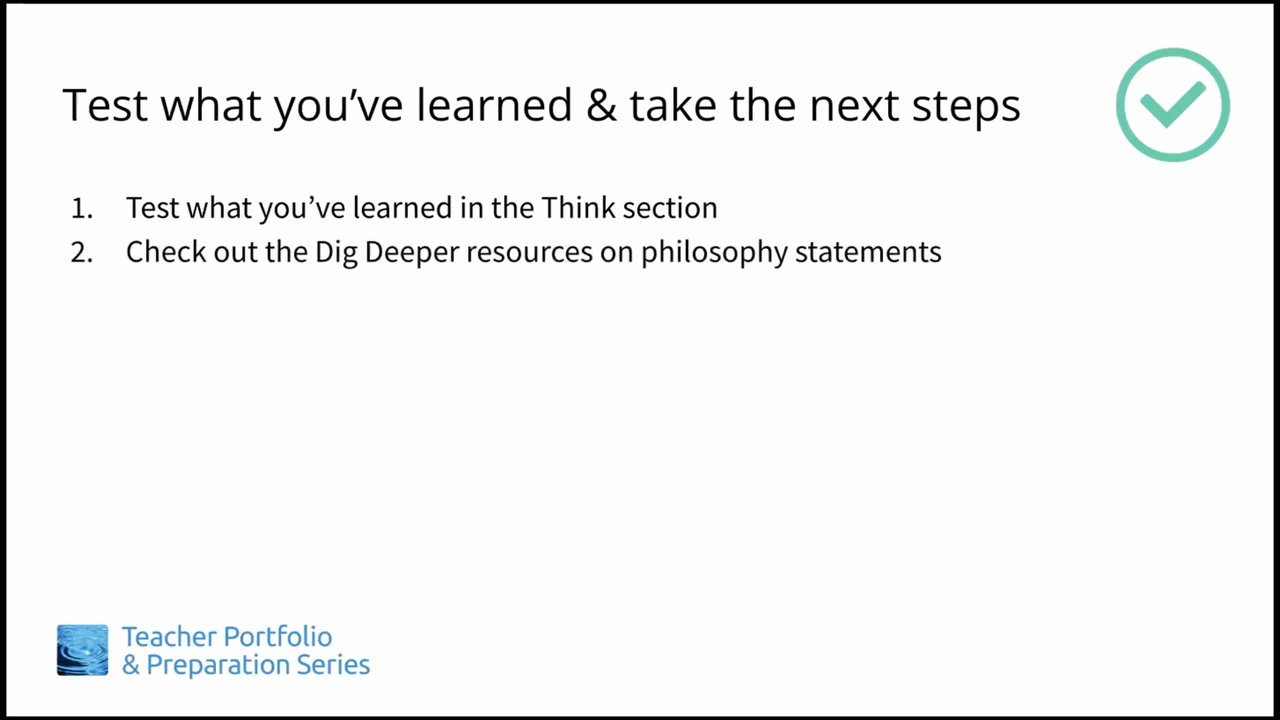 Test what you’ve learned & take the next steps
1. Test what you’ve learned in the Think section
2. Check out the Dig Deeper resources on philosophy statements
Teacher Portfolio
& Preparation Series